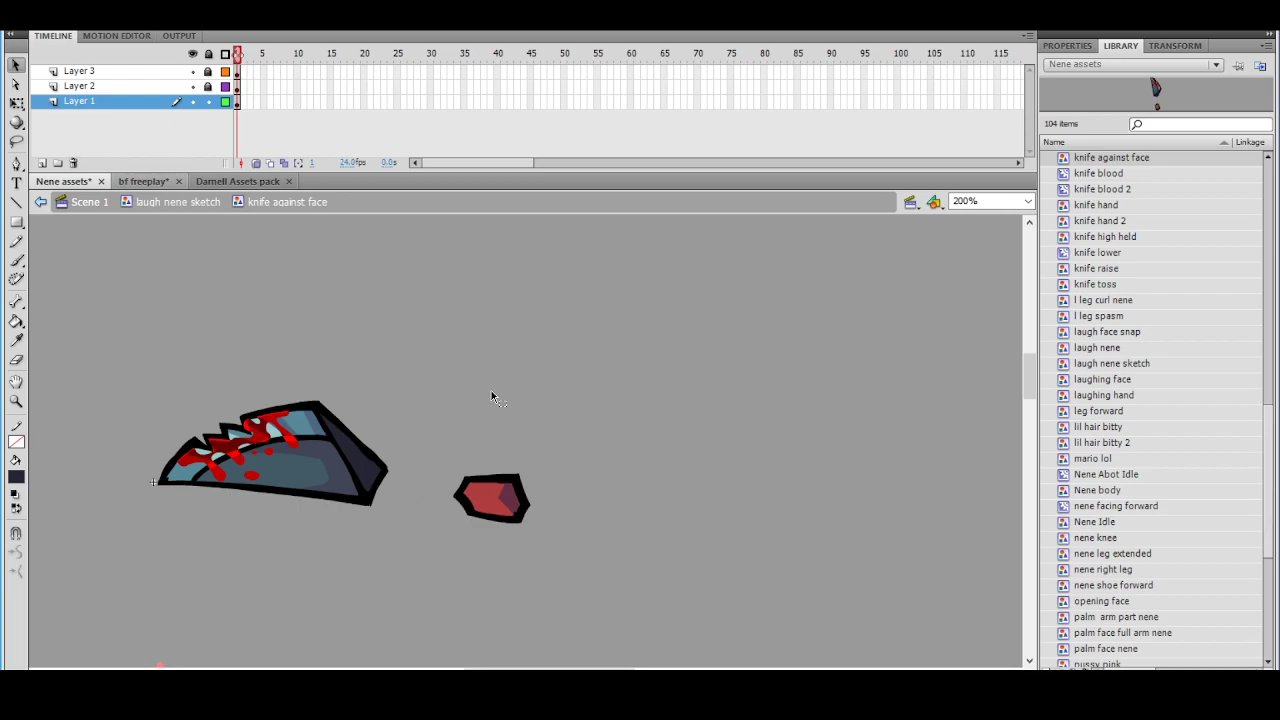 TIMELINE MOTION EDITOR OUTPUT
5 10 15 20 25 30 35 40 45 50 55 60 65 70 75 80 85 90 95 100 105 110 115
Layer 3
Layer 2
Layer 1
1 24.0fps 0.0s
Nene assets* bf freeplay* Darnell Assets pack
Scene 1 laugh nene sketch knife against face 200%
PROPERTIES LIBRARY TRANSFORM
Nene assets
104 items
Name Linkage
knife against face
knife blood
knife blood 2
knife hand
knife hand 2
knife high held
knife lower
knife raise
knife toss
l leg curl nene
l leg spasm
laugh face snap
laugh nene
laugh nene sketch
laughing face
laughing hand
leg forward
lil hair bitty
lil hair bitty 2
mario lol
Nene Abot Idle
Nene body
nene facing forward
Nene Idle
nene knee
nene leg extended
nene right leg
nene shoe forward
opening face
palm arm part nene
palm face full arm nene
palm face nene
pussy pink